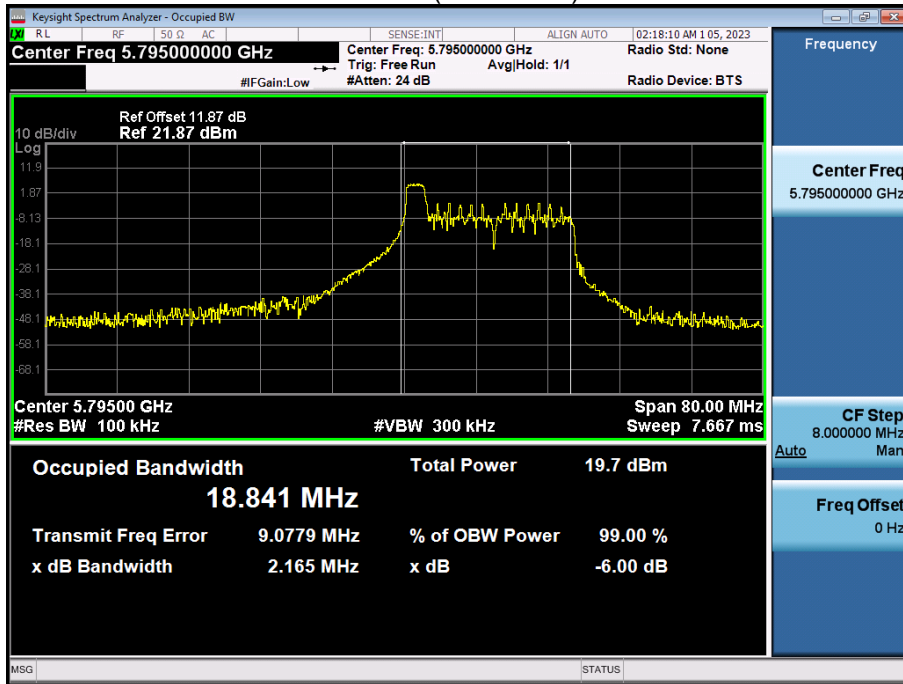 Keysight Spectrum Analyzer - Occupied BW
LXI RL RF 50 Ω AC SENSE:INT ALIGN AUTO 02:18:10 AM 1 05, 2023
Center Freq 5.795000000 GHz
Center Freq: 5.795000000 GHz
Radio Std: None
Trig: Free Run Avg|Hold: 1/1
#IFGain:Low #Atten: 24 dB Radio Device: BTS
Frequency
Ref Offset 11.87 dB
10 dB/div Ref 21.87 dBm
Log
11.9
1.87
-8.13
-18.1
-28.1
-38.1
-48.1
-58.1
-68.1
Center 5.79500 GHz Span 80.00 MHz
#Res BW 100 kHz #VBW 300 kHz Sweep 7.667 ms
Occupied Bandwidth Total Power 19.7 dBm
18.841 MHz
Transmit Freq Error 9.0779 MHz % of OBW Power 99.00 %
x dB Bandwidth 2.165 MHz x dB -6.00 dB
Center Freq
5.795000000 GHz
CF Step
8.000000 MHz
Auto Man
Freq Offset
0 Hz
MSG STATUS